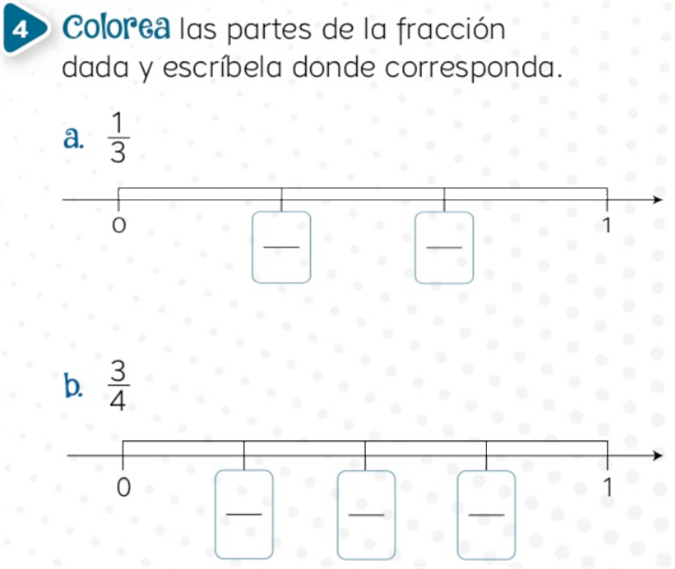 4 Colorea las partes de la fracción
dada y escríbela donde corresponda.
a. 1/3
0 1
b. 3/4
0 1